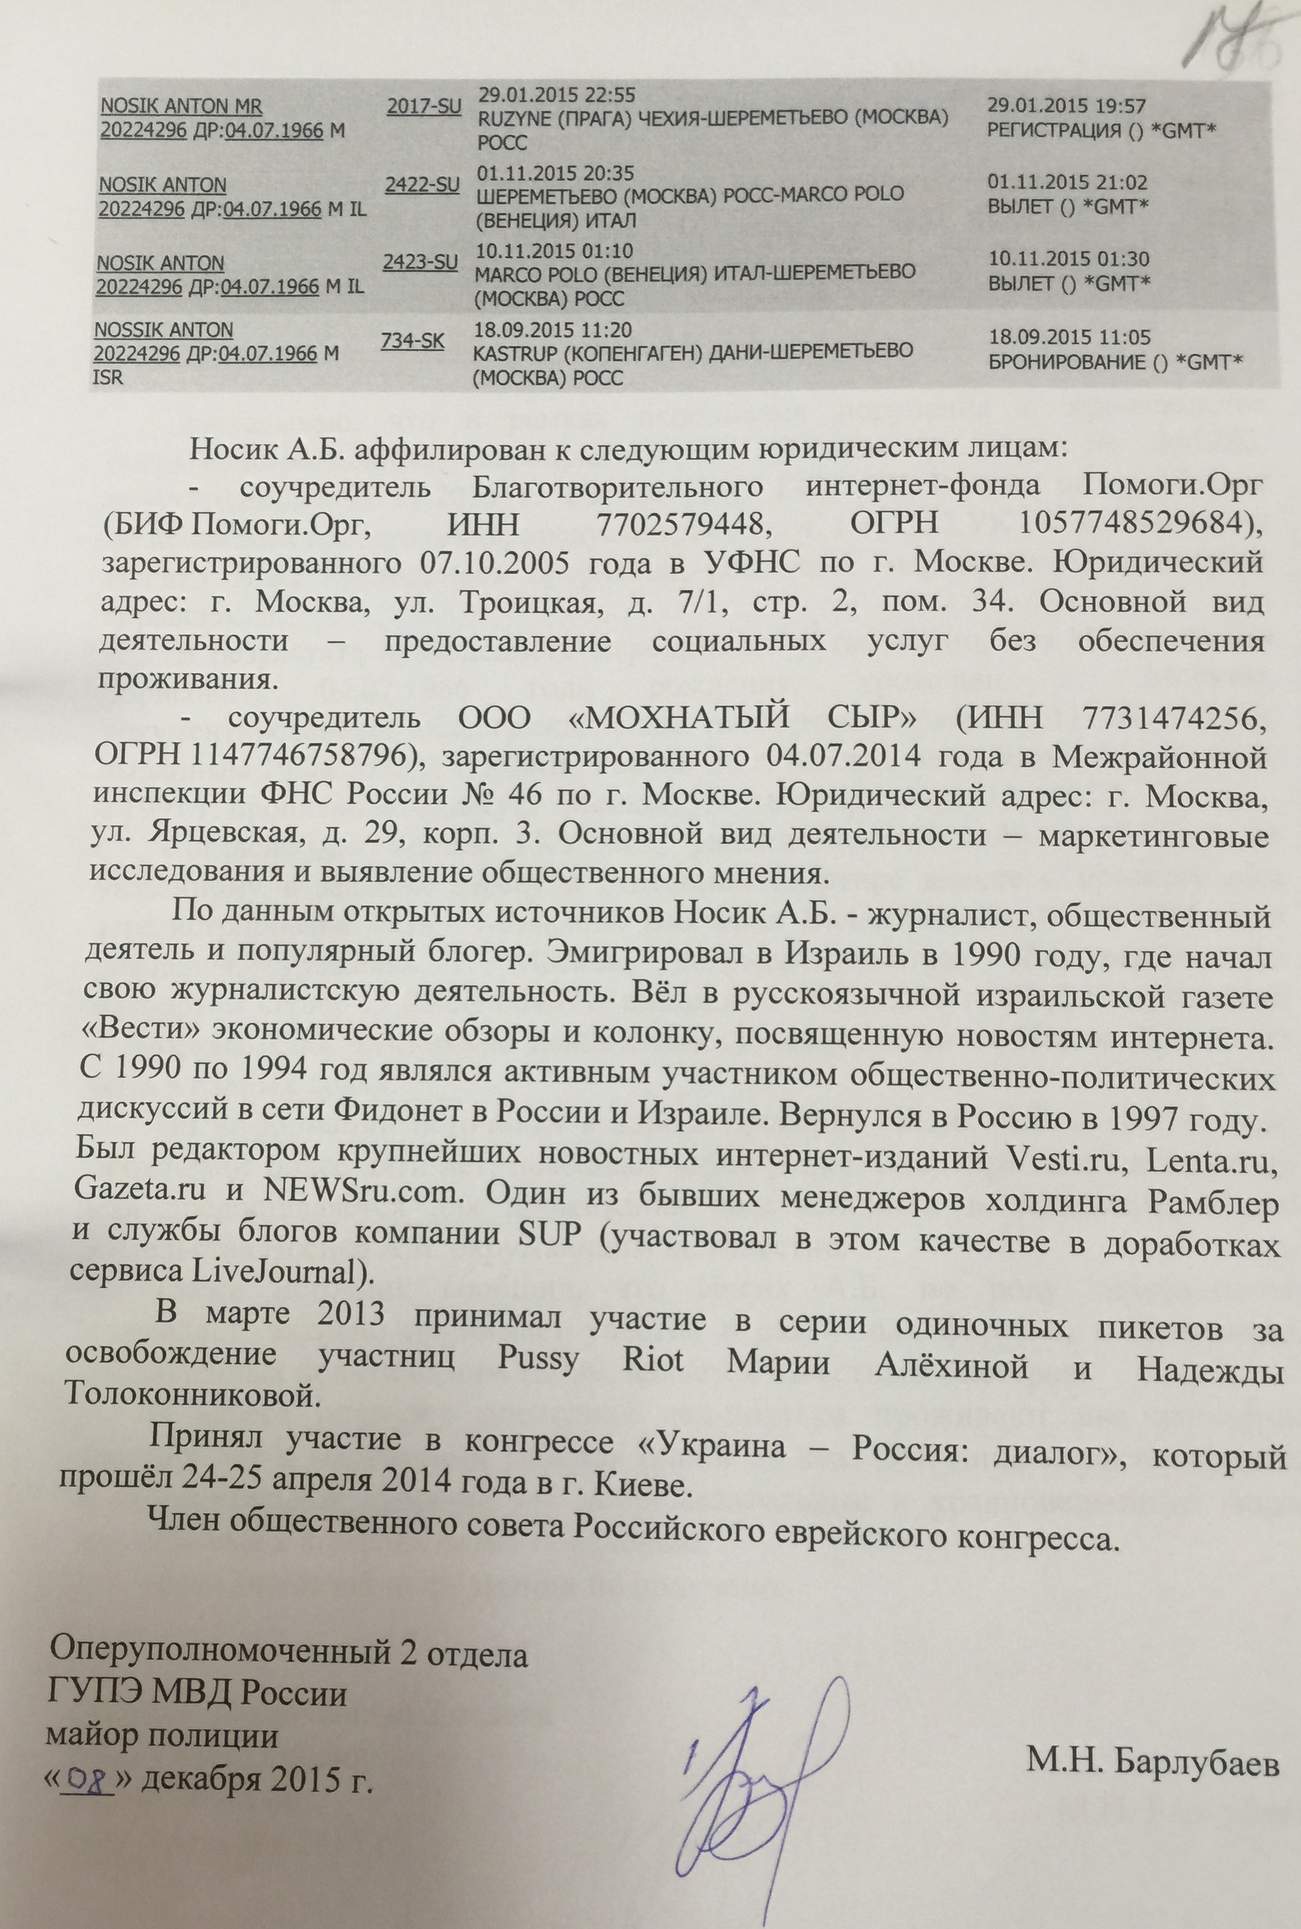 NOSIK ANTON MR 2017-SU 29.01.2015 22:55 29.01.2015 19:57
20224296 ДР:04.07.1966 M RUZYNE (ПРАГА) ЧЕХИЯ-ШЕРЕМЕТЬЕВО (МОСКВА) РЕГИСТРАЦИЯ () *GMT*
РОСС
NOSIK ANTON 2422-SU 01.11.2015 20:35 01.11.2015 21:02
20224296 ДР:04.07.1966 M IL ШЕРЕМЕТЬЕВО (МОСКВА) РОСС-MARCO POLO ВЫЛЕТ () *GMT*
(ВЕНЕЦИЯ) ИТАЛ
NOSIK ANTON 2423-SU 10.11.2015 01:10 10.11.2015 01:30
20224296 ДР:04.07.1966 M IL MARCO POLO (ВЕНЕЦИЯ) ИТАЛ-ШЕРЕМЕТЬЕВО ВЫЛЕТ () *GMT*
(МОСКВА) РОСС
NOSSIK ANTON 734-SK 18.09.2015 11:20 18.09.2015 11:05
20224296 ДР:04.07.1966 M KASTRUP (КОПЕНГАГЕН) ДАНИ-ШЕРЕМЕТЬЕВО БРОНИРОВАНИЕ () *GMT*
ISR (МОСКВА) РОСС
Носик А.Б. аффилирован к следующим юридическим лицам:
- соучредитель Благотворительного интернет-фонда Помоги.Орг
(БИФ Помоги.Орг, ИНН 7702579448, ОГРН 1057748529684),
зарегистрированного 07.10.2005 года в УФНС по г. Москве. Юридический
адрес: г. Москва, ул. Троицкая, д. 7/1, стр. 2, пом. 34. Основной вид
деятельности – предоставление социальных услуг без обеспечения
проживания.
- соучредитель ООО «МОХНАТЫЙ СЫР» (ИНН 7731474256,
ОГРН 1147746758796), зарегистрированного 04.07.2014 года в Межрайонной
инспекции ФНС России № 46 по г. Москве. Юридический адрес: г. Москва,
ул. Ярцевская, д. 29, корп. 3. Основной вид деятельности – маркетинговые
исследования и выявление общественного мнения.
По данным открытых источников Носик А.Б. - журналист, общественный
деятель и популярный блогер. Эмигрировал в Израиль в 1990 году, где начал
свою журналистскую деятельность. Вёл в русскоязычной израильской газете
«Вести» экономические обзоры и колонку, посвященную новостям интернета.
С 1990 по 1994 год являлся активным участником общественно-политических
дискуссий в сети Фидонет в России и Израиле. Вернулся в Россию в 1997 году.
Был редактором крупнейших новостных интернет-изданий Vesti.ru, Lenta.ru,
Gazeta.ru и NEWSru.com. Один из бывших менеджеров холдинга Рамблер
и службы блогов компании SUP (участвовал в этом качестве в доработках
сервиса LiveJournal).
В марте 2013 принимал участие в серии одиночных пикетов за
освобождение участниц Pussy Riot Марии Алёхиной и Надежды
Толоконниковой.
Принял участие в конгрессе «Украина – Россия: диалог», который
прошёл 24-25 апреля 2014 года в г. Киеве.
Член общественного совета Российского еврейского конгресса.
Оперуполномоченный 2 отдела
ГУПЭ МВД России
майор полиции
«08» декабря 2015 г. М.Н. Барлубаев